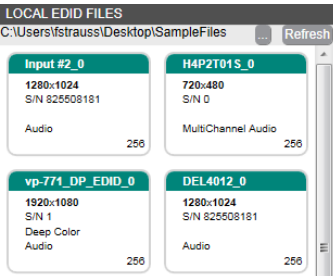 LOCAL EDID FILES
C:\Users\fstrauss\Desktop\SampleFiles ... Refresh
Input #2_0
1280x1024
S/N 825508181
Audio
256
H4P2T01S_0
720x480
S/N 0
MultiChannel Audio
256
vp-771_DP_EDID_0
1920x1080
S/N 1
Deep Color
Audio
256
DEL4012_0
1280x1024
S/N 825508181
Audio
256